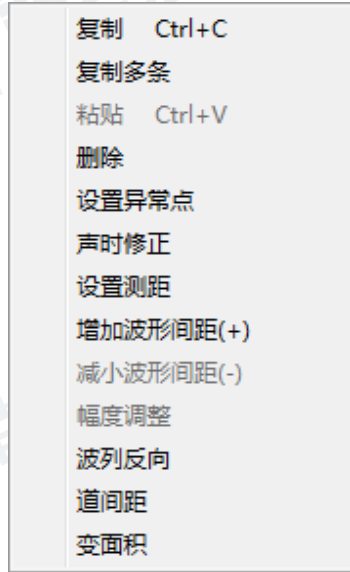 复制 Ctrl+C
复制多条
粘贴 Ctrl+V
删除
设置异常点
声时修正
设置测距
增加波形间距(+)
减小波形间距(-)
幅度调整
波列反向
道间距
变面积